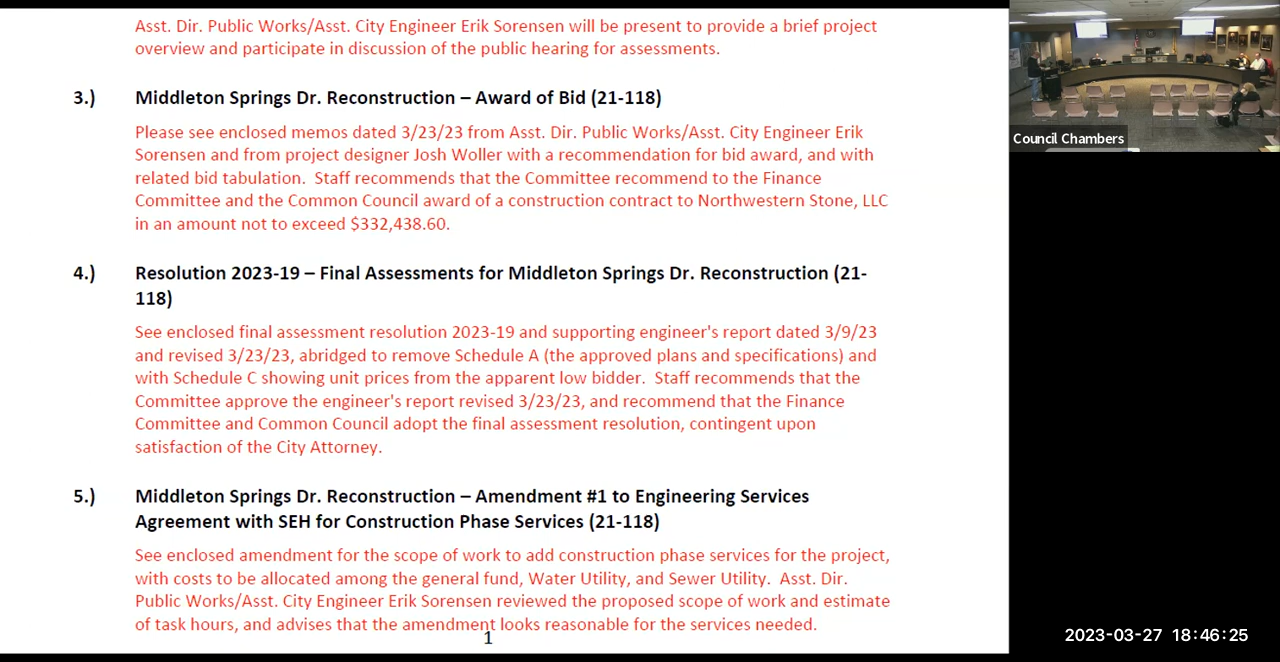 Asst. Dir. Public Works/Asst. City Engineer Erik Sorensen will be present to provide a brief project
overview and participate in discussion of the public hearing for assessments.
3.) Middleton Springs Dr. Reconstruction – Award of Bid (21-118)
Please see enclosed memos dated 3/23/23 from Asst. Dir. Public Works/Asst. City Engineer Erik
Sorensen and from project designer Josh Woller with a recommendation for bid award, and with
related bid tabulation.  Staff recommends that the Committee recommend to the Finance
Committee and the Common Council award of a construction contract to Northwestern Stone, LLC
in an amount not to exceed $332,438.60.
4.) Resolution 2023-19 – Final Assessments for Middleton Springs Dr. Reconstruction (21-
118)
See enclosed final assessment resolution 2023-19 and supporting engineer's report dated 3/9/23
and revised 3/23/23, abridged to remove Schedule A (the approved plans and specifications) and
with Schedule C showing unit prices from the apparent low bidder.  Staff recommends that the
Committee approve the engineer's report revised 3/23/23, and recommend that the Finance
Committee and Common Council adopt the final assessment resolution, contingent upon
satisfaction of the City Attorney.
5.) Middleton Springs Dr. Reconstruction – Amendment #1 to Engineering Services
Agreement with SEH for Construction Phase Services (21-118)
See enclosed amendment for the scope of work to add construction phase services for the project,
with costs to be allocated among the general fund, Water Utility, and Sewer Utility.  Asst. Dir.
Public Works/Asst. City Engineer Erik Sorensen reviewed the proposed scope of work and estimate
of task hours, and advises that the amendment looks reasonable for the services needed.
1
Council Chambers
2023-03-27 18:46:25